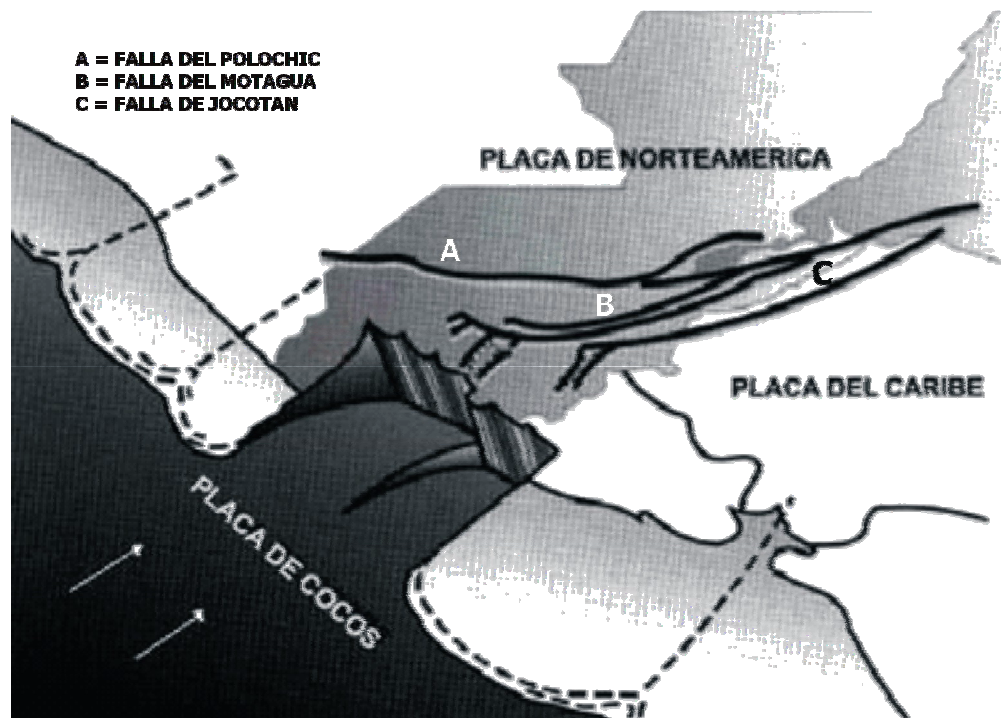 A = FALLA DEL POLOCHIC
B = FALLA DEL MOTAGUA
C = FALLA DE JOCOTAN
PLACA DE NORTEAMERICA
A
B
C
PLACA DEL CARIBE
PLACA DE COCOS